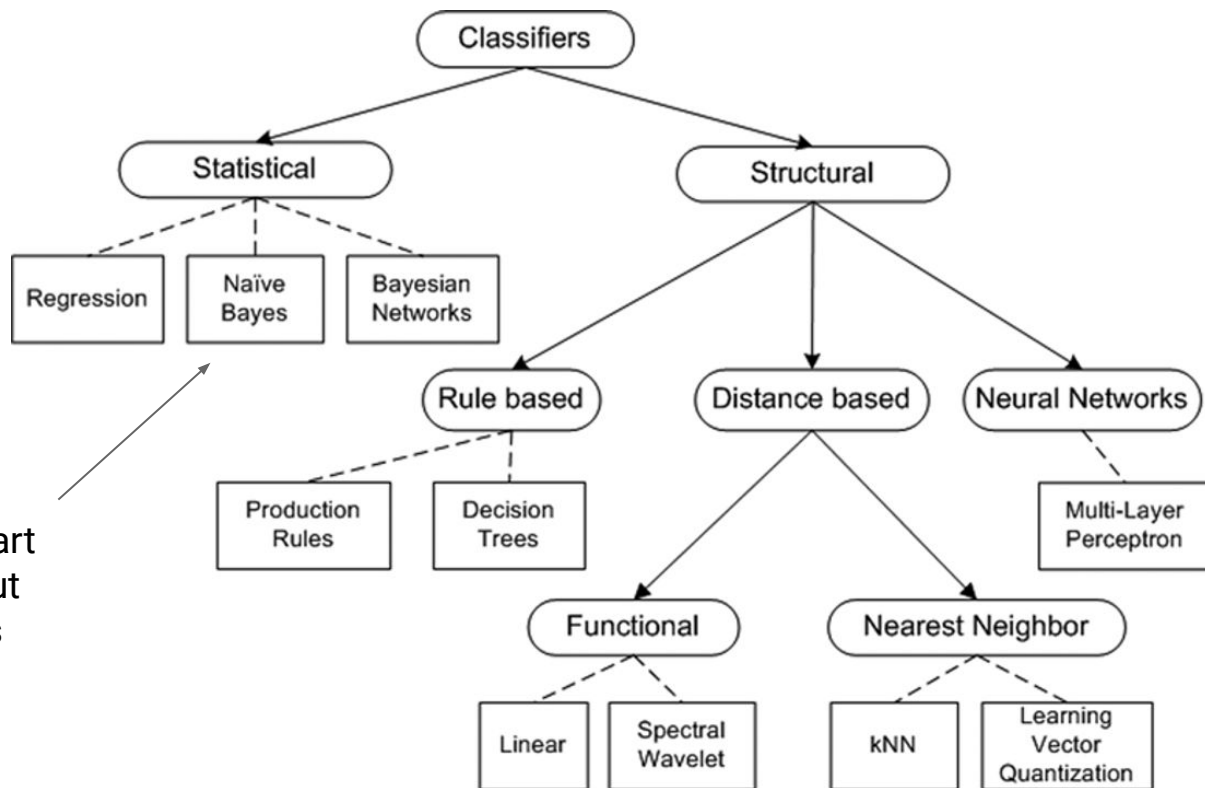 Classifiers
Statistical
Structural
Regression
Naïve
Bayes
Bayesian
Networks
Rule based
Distance based
Neural Networks
Production
Rules
Decision
Trees
Multi-Layer
Perceptron
Functional
Nearest Neighbor
Linear
Spectral
Wavelet
kNN
Learning
Vector
Quantization